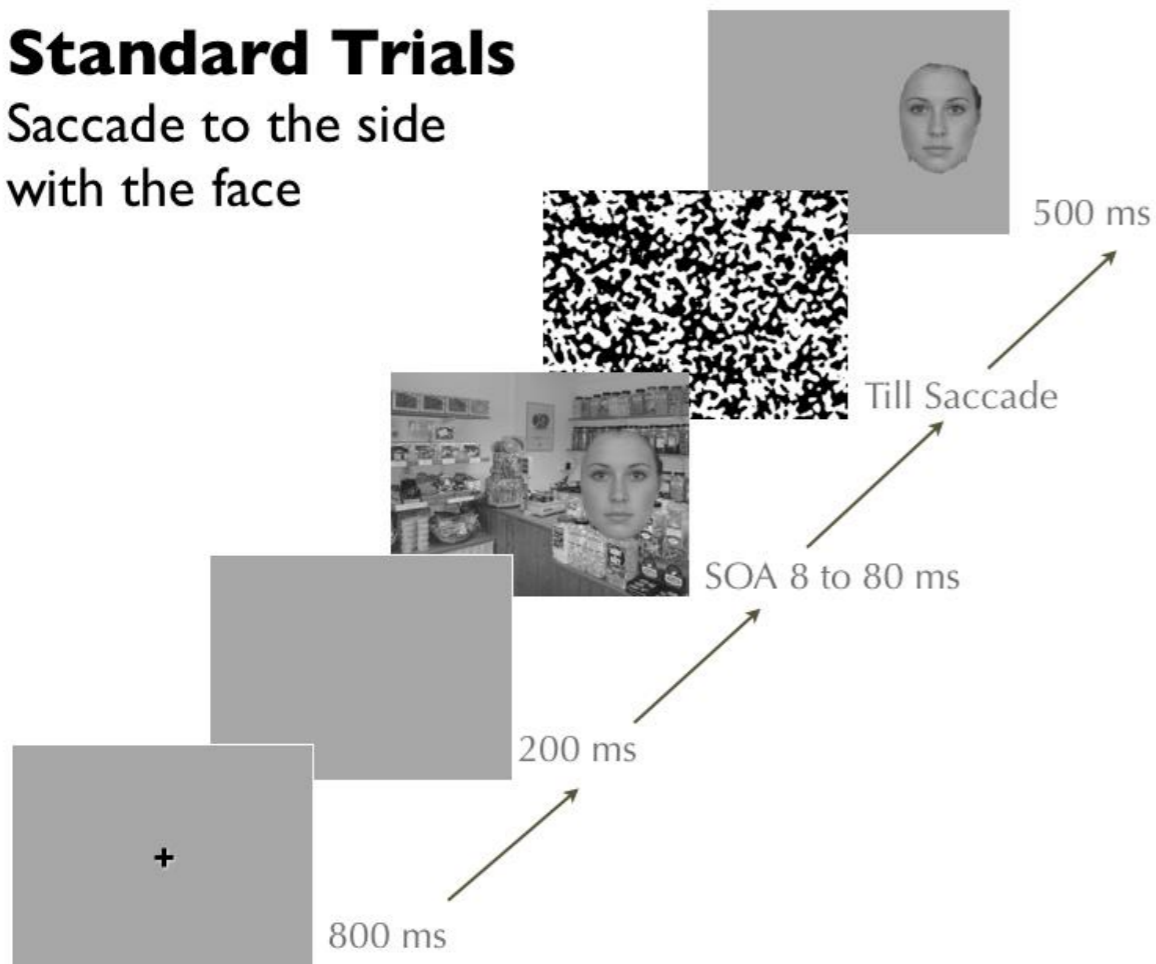 Standard Trials
Saccade to the side
with the face
500 ms
Till Saccade
SOA 8 to 80 ms
200 ms
800 ms